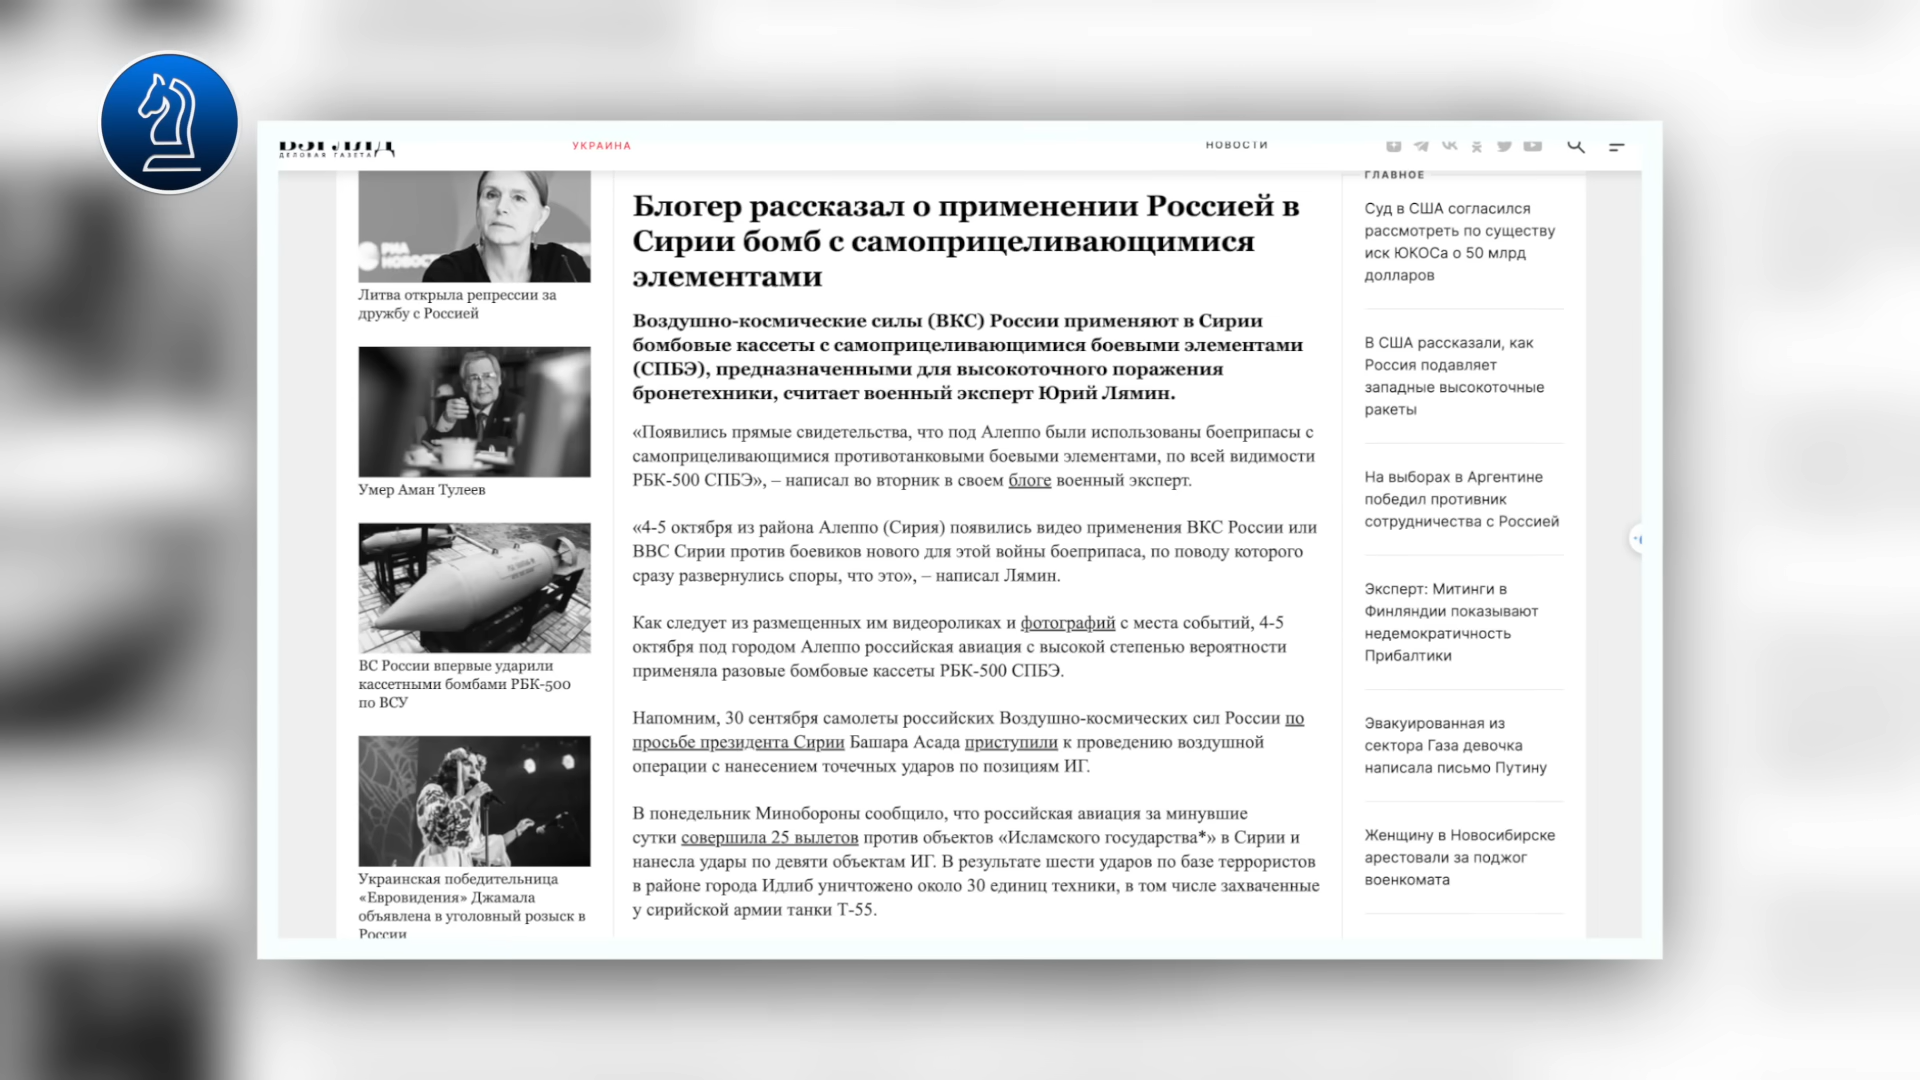 ВЗГЛЯД
ДЕЛОВАЯ ГАЗЕТА
УКРАИНА
НОВОСТИ
РИА
НОВОСТИ
Литва открыла репрессии за
дружбу с Россией
Умер Аман Тулеев
ВС России впервые ударили
кассетными бомбами РБК-500
по ВСУ
Украинская победительница
«Евровидения» Джамала
объявлена в уголовный розыск в
России
Блогер рассказал о применении Россией в
Сирии бомб с самоприцеливающимися
элементами
Воздушно-космические силы (ВКС) России применяют в Сирии
бомбовые кассеты с самоприцеливающимися боевыми элементами
(СПБЭ), предназначенными для высокоточного поражения
бронетехники, считает военный эксперт Юрий Лямин.
«Появились прямые свидетельства, что под Алеппо были использованы боеприпасы с
самоприцеливающимися противотанковыми боевыми элементами, по всей видимости
РБК-500 СПБЭ», – написал во вторник в своем блоге военный эксперт.
«4-5 октября из района Алеппо (Сирия) появились видео применения ВКС России или
ВВС Сирии против боевиков нового для этой войны боеприпаса, по поводу которого
сразу развернулись споры, что это», – написал Лямин.
Как следует из размещенных им видеороликах и фотографий с места событий, 4-5
октября под городом Алеппо российская авиация с высокой степенью вероятности
применяла разовые бомбовые кассеты РБК-500 СПБЭ.
Напомним, 30 сентября самолеты российских Воздушно-космических сил России по
просьбе президента Сирии Башара Асада приступили к проведению воздушной
операции с нанесением точечных ударов по позициям ИГ.
В понедельник Минобороны сообщило, что российская авиация за минувшие
сутки совершила 25 вылетов против объектов «Исламского государства*» в Сирии и
нанесла удары по девяти объектам ИГ. В результате шести ударов по базе террористов
в районе города Идлиб уничтожено около 30 единиц техники, в том числе захваченные
у сирийской армии танки Т-55.
ГЛАВНОЕ
Суд в США согласился
рассмотреть по существу
иск ЮКОСа о 50 млрд
долларов
В США рассказали, как
Россия подавляет
западные высокоточные
ракеты
На выборах в Аргентине
победил противник
сотрудничества с Россией
Эксперт: Митинги в
Финляндии показывают
недемократичность
Прибалтики
Эвакуированная из
сектора Газа девочка
написала письмо Путину
Женщину в Новосибирске
арестовали за поджог
военкомата